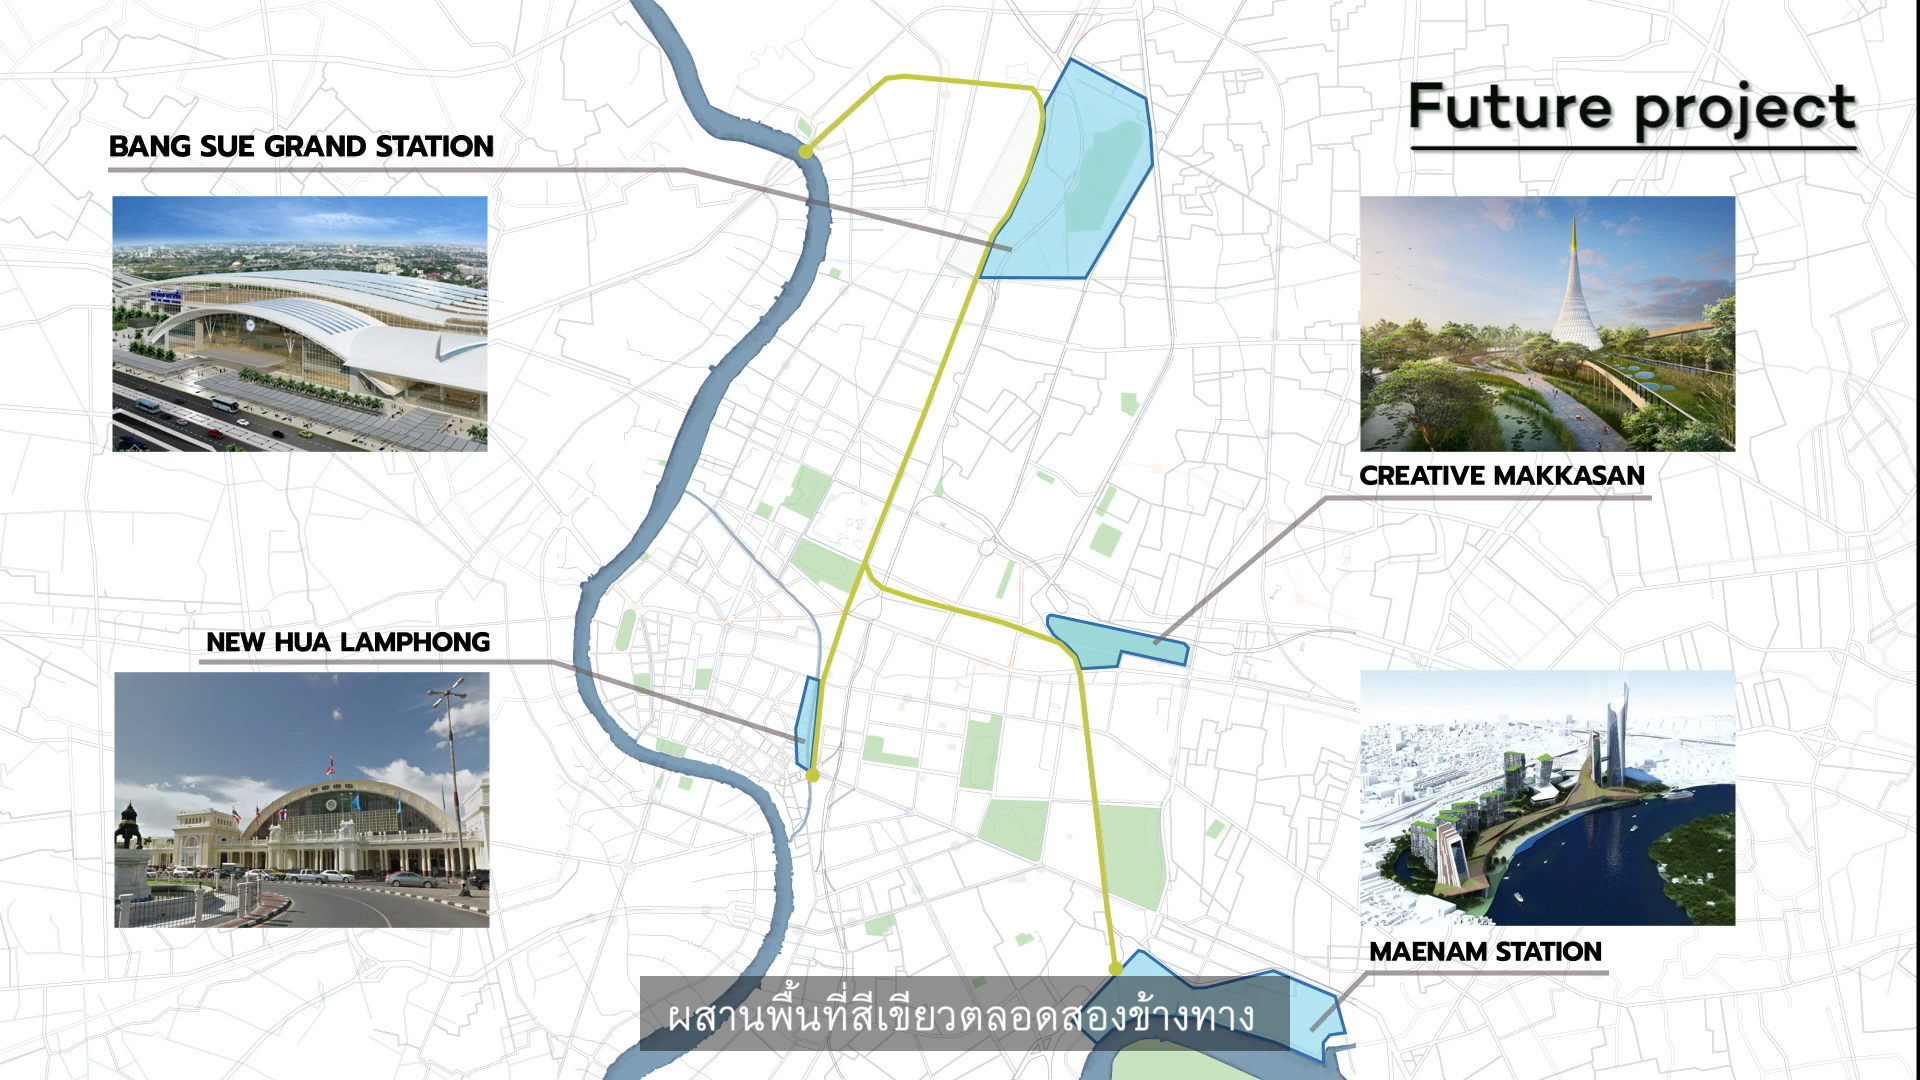 Future project
BANG SUE GRAND STATION
CREATIVE MAKKASAN
NEW HUA LAMPHONG
MAENAM STATION
ผสานพื้นที่สีเขียวตลอดสองข้างทาง